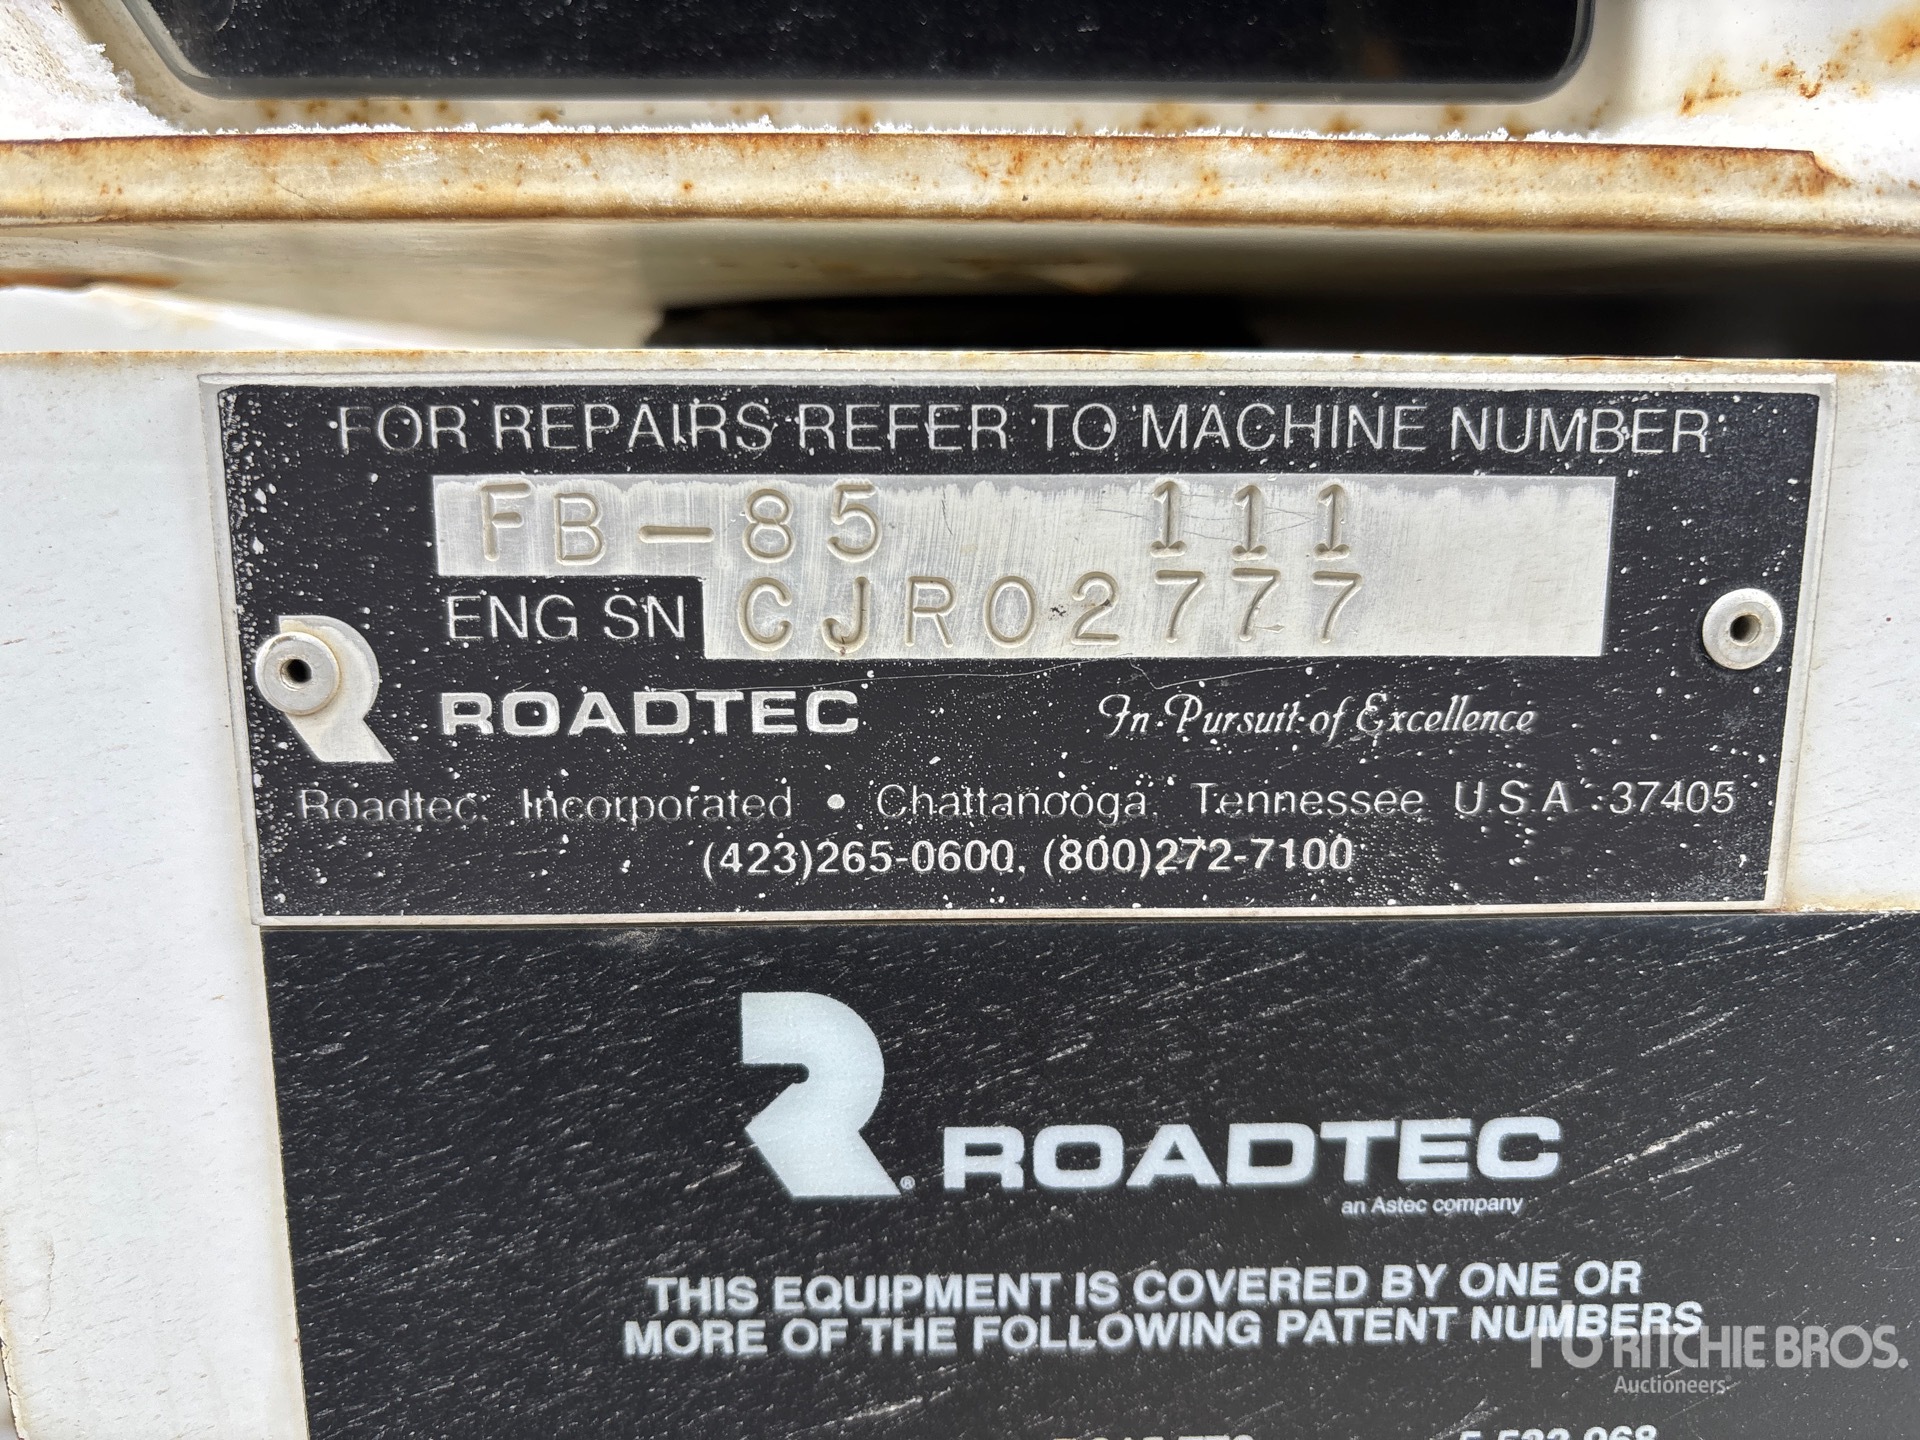 FOR REPAIRS REFER TO MACHINE NUMBER
FB-85 111
ENG SN CJR02777
ROADTEC In Pursuit of Excellence
Roadtec, Incorporated • Chattanooga, Tennessee U.S.A. 37405
(423)265-0600, (800)272-7100
ROADTEC
an Astec company
THIS EQUIPMENT IS COVERED BY ONE OR
MORE OF THE FOLLOWING PATENT NUMBERS
RITCHIE BROS.
Auctioneers